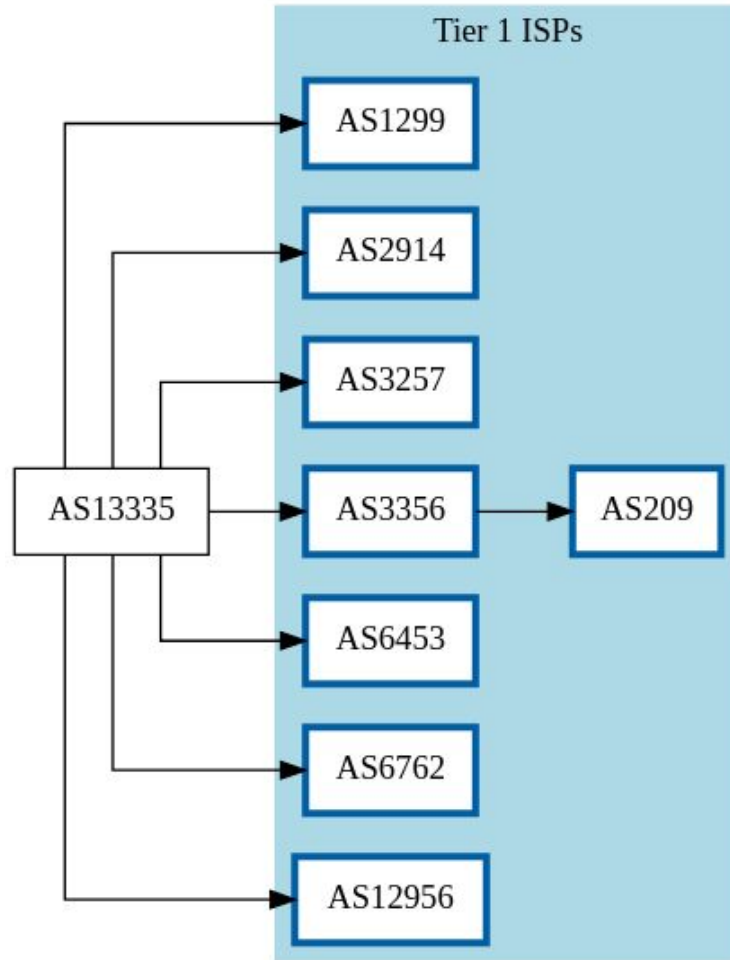 Tier 1 ISPs
AS1299
AS2914
AS3257
AS13335
AS3356
AS209
AS6453
AS6762
AS12956